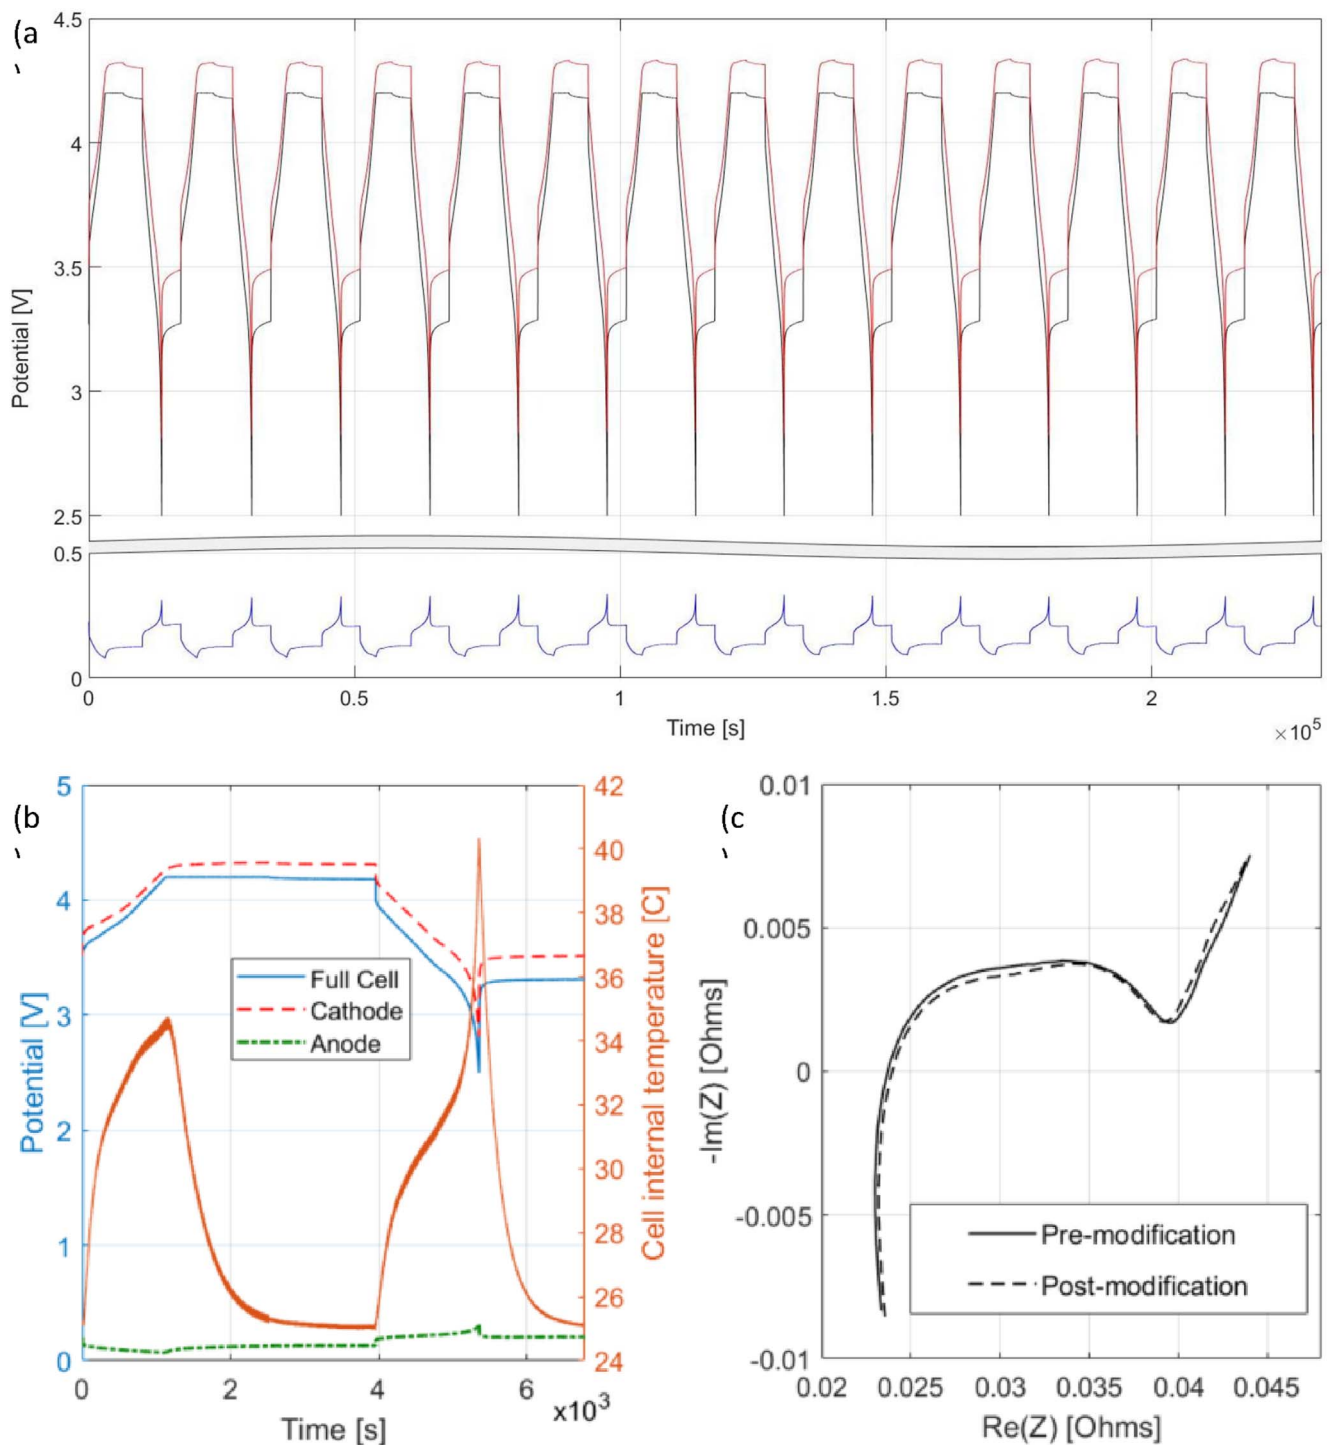 (a
4.5
4
3.5
3
2.5
0.5
0
Potential [V]
0 0.5 1 1.5 2
Time [s]
×10⁵
(b
5
4
3
2
1
0
Potential [V]
Full Cell
Cathode
Anode
42
40
38
36
34
32
30
28
26
24
Cell internal temperature [C]
0 2 4 6
x10³
Time [s]
(c
0.01
0.005
0
-0.005
-0.01
-Im(Z) [Ohms]
Pre-modification
Post-modification
0.02 0.025 0.03 0.035 0.04 0.045
Re(Z) [Ohms]